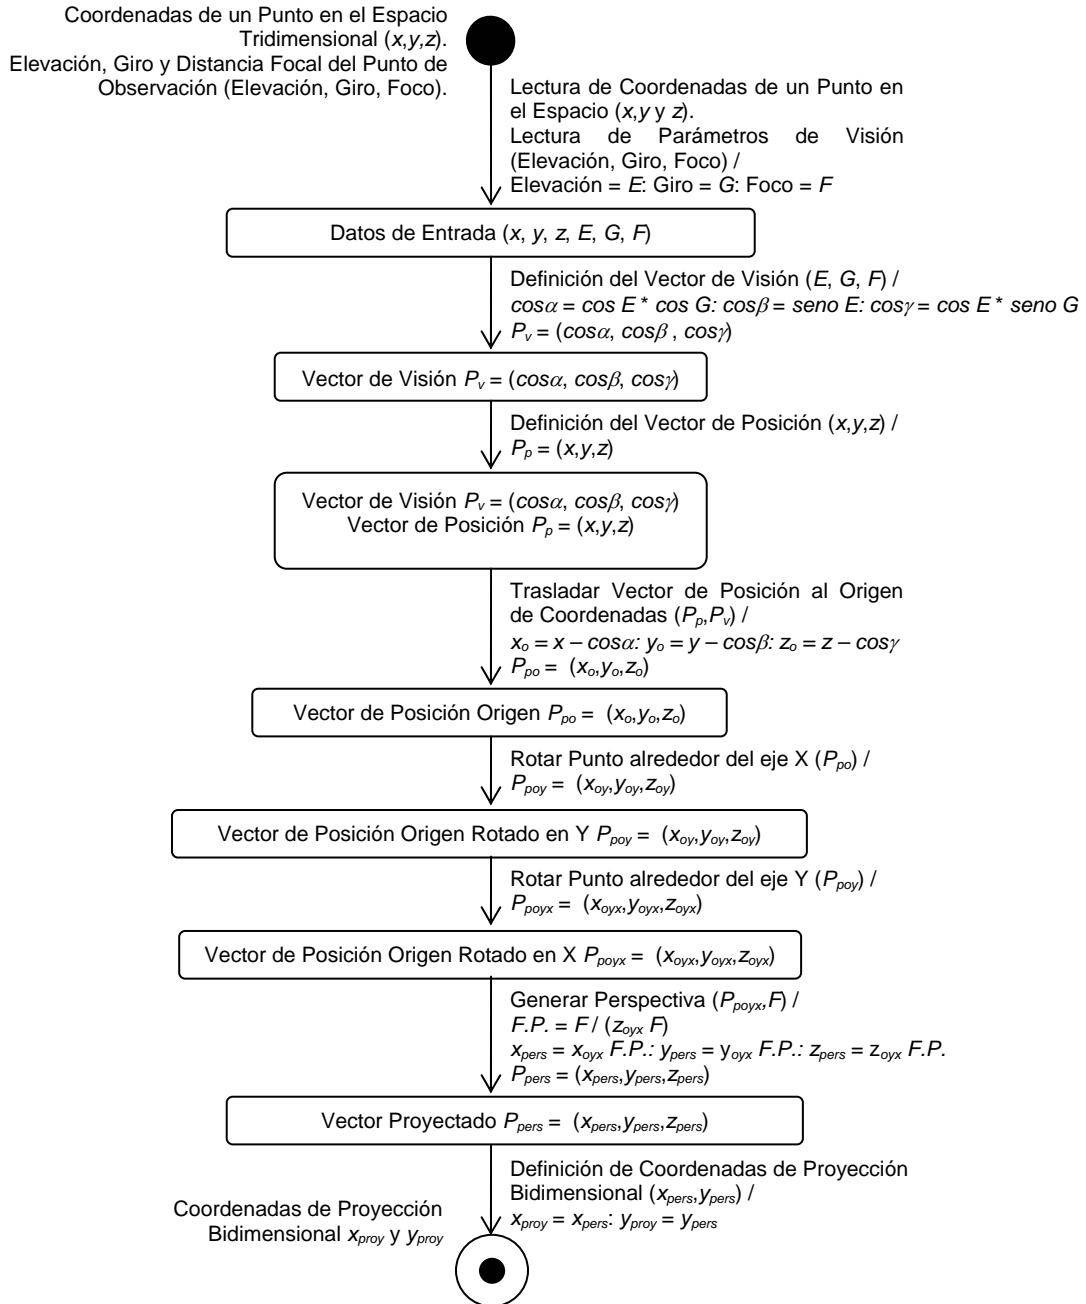 Coordenadas de un Punto en el Espacio
Tridimensional (x,y,z).
Elevación, Giro y Distancia Focal del Punto de
Observación (Elevación, Giro, Foco).
Lectura de Coordenadas de un Punto en
el Espacio (x,y y z).
Lectura de Parámetros de Visión
(Elevación, Giro, Foco) /
Elevación = E: Giro = G: Foco = F
Datos de Entrada (x, y, z, E, G, F)
Definición del Vector de Visión (E, G, F) /
cosα = cos E * cos G: cosβ = seno E: cosγ = cos E * seno G
Pv = (cosα, cosβ , cosγ)
Vector de Visión Pv = (cosα, cosβ, cosγ)
Definición del Vector de Posición (x,y,z) /
Pp = (x,y,z)
Vector de Visión Pv = (cosα, cosβ, cosγ)
Vector de Posición Pp = (x,y,z)
Trasladar Vector de Posición al Origen
de Coordenadas (Pp,Pv) /
xo = x – cosα: yo = y – cosβ: zo = z – cosγ
Ppo = (xo,yo,zo)
Vector de Posición Origen Ppo = (xo,yo,zo)
Rotar Punto alrededor del eje X (Ppo) /
Ppoy = (xoy,yoy,zoy)
Vector de Posición Origen Rotado en Y Ppoy = (xoy,yoy,zoy)
Rotar Punto alrededor del eje Y (Ppoy) /
Ppoyx = (xoyx,yoyx,zoyx)
Vector de Posición Origen Rotado en X Ppoyx = (xoyx,yoyx,zoyx)
Generar Perspectiva (Ppoyx,F) /
F.P. = F / (zoyx F)
xpers = xoyx F.P.: ypers = yoyx F.P.: zpers = zoyx F.P.
Ppers = (xpers,ypers,zpers)
Vector Proyectado Ppers = (xpers,ypers,zpers)
Definición de Coordenadas de Proyección
Bidimensional (xpers,ypers) /
xproy = xpers: yproy = ypers
Coordenadas de Proyección
Bidimensional xproy y yproy